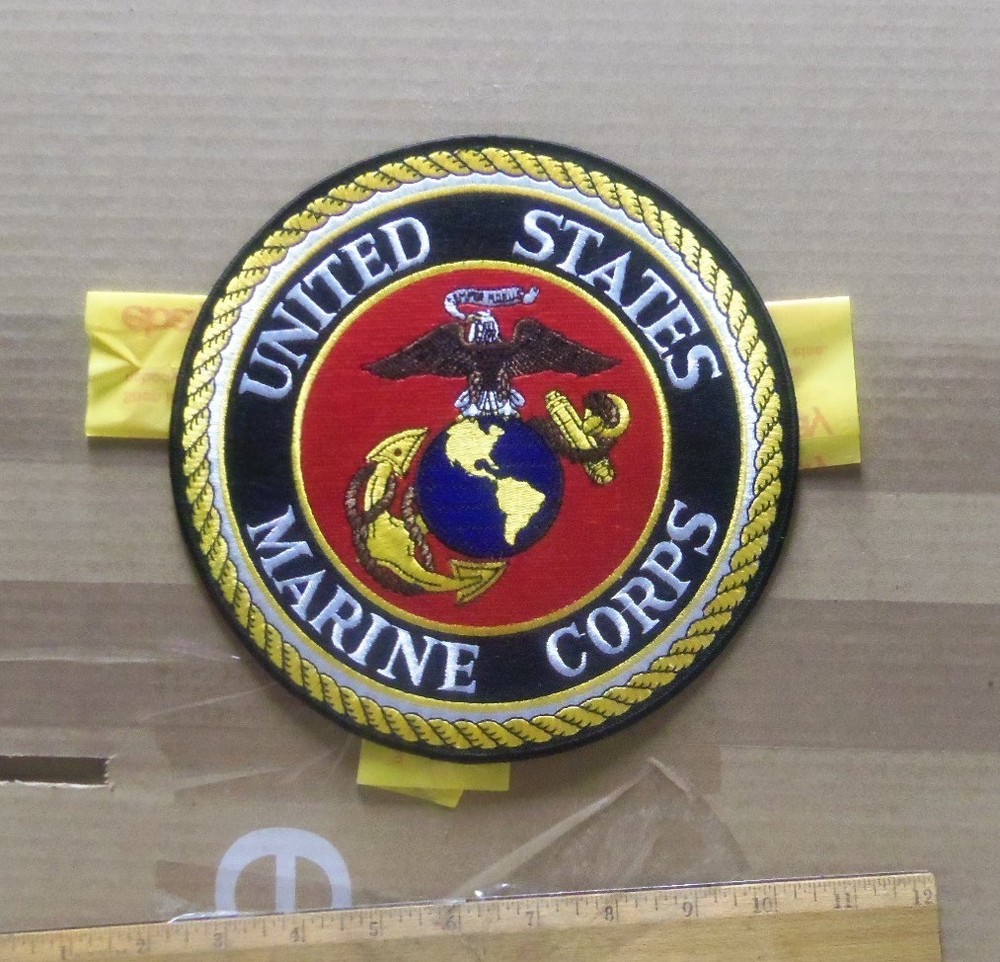 UNITED STATES
MARINE CORPS
e
1 2 3 4 5 6 7 8 9 10 11 12